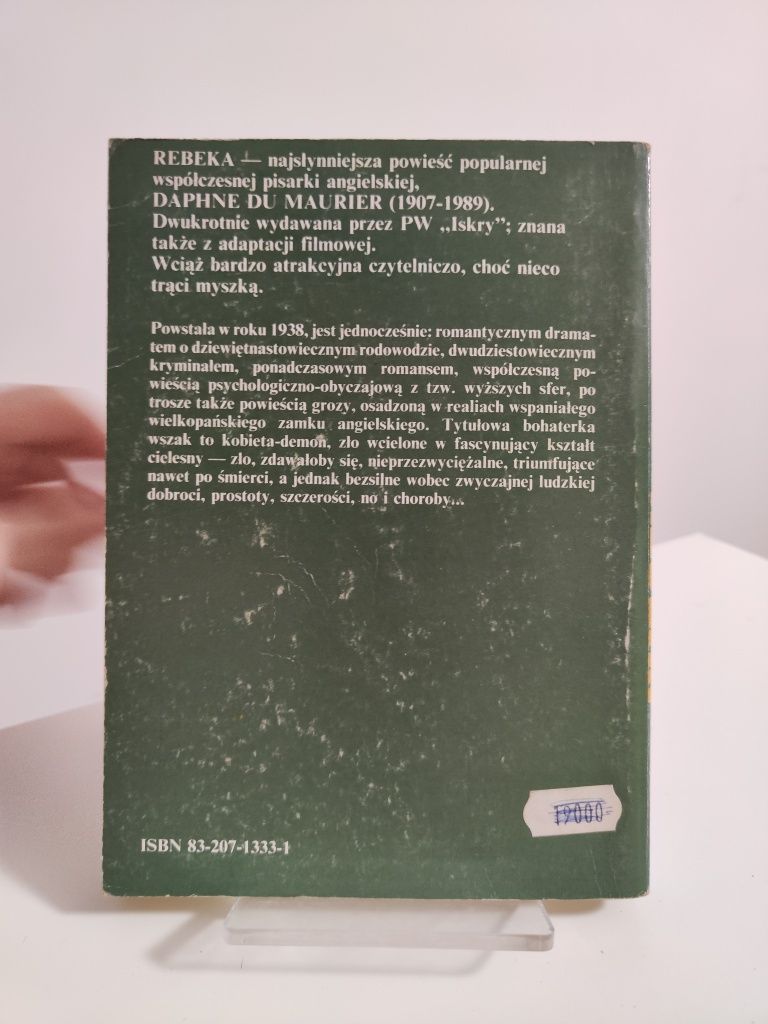 REBEKA — najsłynniejsza powieść popularnej
współczesnej pisarki angielskiej,
DAPHNE DU MAURIER (1907-1989).
Dwukrotnie wydawana przez PW „Iskry”; znana
także z adaptacji filmowej.
Wciąż bardzo atrakcyjna czytelniczo, choć nieco
trąci myszką.
Powstała w roku 1938, jest jednocześnie: romantycznym drama-
tem o dziewiętnastowiecznym rodowodzie, dwudziestowiecznym
kryminałem, ponadczasowym romansem, współczesną po-
wieścią psychologiczno-obyczajową z tzw. wyższych sfer, po
trosze także powieścią grozy, osadzoną w realiach wspaniałego
wielkopańskiego zamku angielskiego. Tytułowa bohaterka
wszak to kobieta-demon, zło wcielone w fascynujący kształt
cielesny — zło, zdawałoby się, nieprzezwyciężalne, triumfujące
nawet po śmierci, a jednak bezsilne wobec zwyczajnej ludzkiej
dobroci, prostoty, szczerości, no i choroby...
19000
ISBN 83-207-1333-1